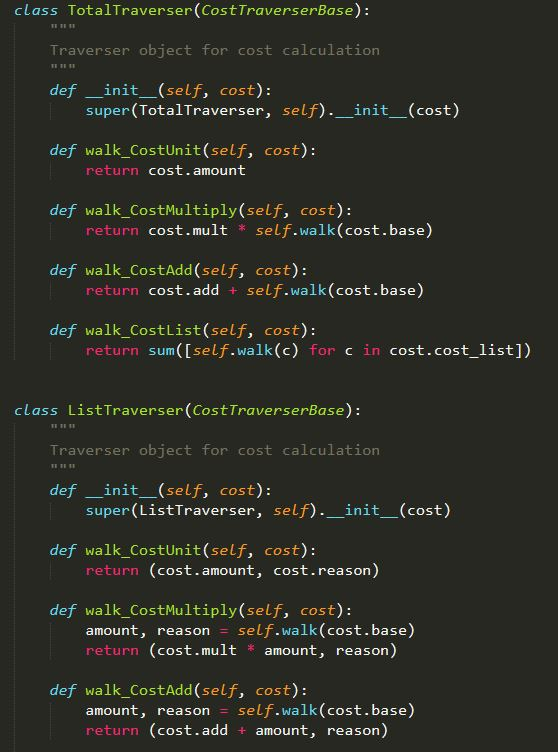 class TotalTraverser(CostTraverserBase):
    """
    Traverser object for cost calculation
    """
    def __init__(self, cost):
        super(TotalTraverser, self).__init__(cost)

    def walk_CostUnit(self, cost):
        return cost.amount

    def walk_CostMultiply(self, cost):
        return cost.mult * self.walk(cost.base)

    def walk_CostAdd(self, cost):
        return cost.add + self.walk(cost.base)

    def walk_CostList(self, cost):
        return sum([self.walk(c) for c in cost.cost_list])


class ListTraverser(CostTraverserBase):
    """
    Traverser object for cost calculation
    """
    def __init__(self, cost):
        super(ListTraverser, self).__init__(cost)

    def walk_CostUnit(self, cost):
        return (cost.amount, cost.reason)

    def walk_CostMultiply(self, cost):
        amount, reason = self.walk(cost.base)
        return (cost.mult * amount, reason)

    def walk_CostAdd(self, cost):
        amount, reason = self.walk(cost.base)
        return (cost.add + amount, reason)